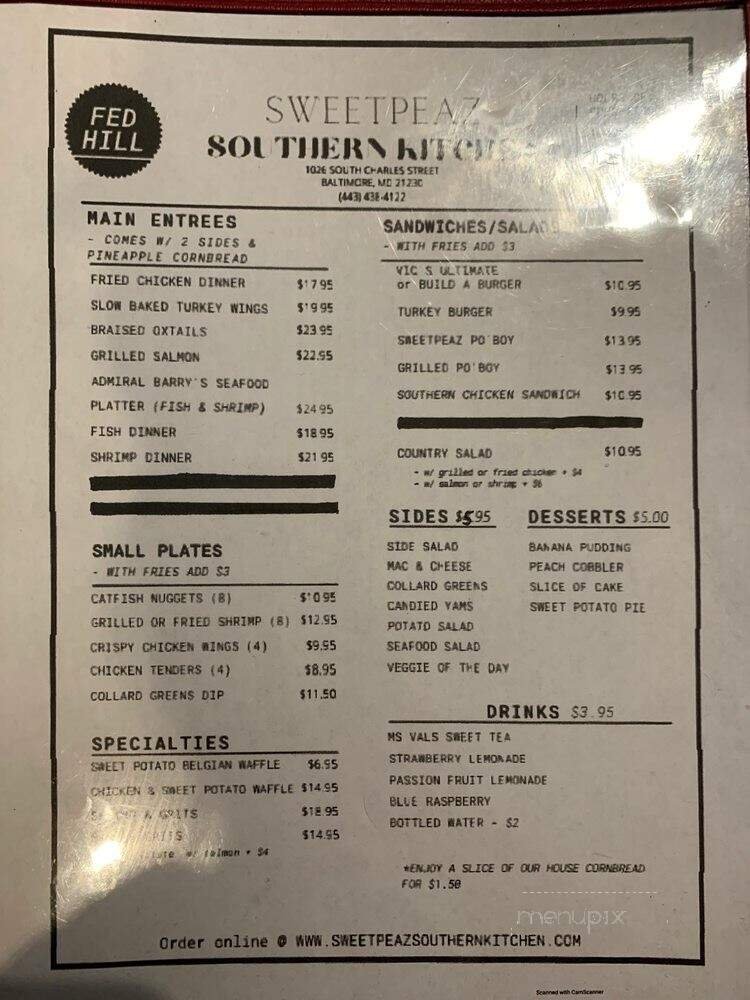 FED
HILL
SWEETPEAZ
SOUTHERN
1026 SOUTH CHARLES STREET
BALTIMORE, MD 21230
(443) 438-4122
MAIN ENTREES
- COMES W/ 2 SIDES &
PINEAPPLE CORNBREAD
FRIED CHICKEN DINNER $17.95
SLOW BAKED TURKEY WINGS $19.95
BRAISED OXTAILS $23.95
GRILLED SALMON $22.95
ADMIRAL BARRY'S SEAFOOD
PLATTER (FISH & SHRIMP) $24.95
FISH DINNER $18.95
SHRIMP DINNER $21.95
SMALL PLATES
- WITH FRIES ADD $3
CATFISH NUGGETS (8) $10.95
GRILLED OR FRIED SHRIMP (8) $12.95
CRISPY CHICKEN WINGS (4) $9.95
CHICKEN TENDERS (4) $8.95
COLLARD GREENS DIP $11.50
SPECIALTIES
SWEET POTATO BELGIAN WAFFLE $6.95
CHICKEN & SWEET POTATO WAFFLE $14.95
& GRITS $18.95
GRITS $14.95
w/ salmon + $4
SANDWICHES/SALADS
- WITH FRIES ADD $3
VIC'S ULTIMATE
or BUILD A BURGER $10.95
TURKEY BURGER $9.95
SWEETPEAZ PO'BOY $13.95
GRILLED PO'BOY $13.95
SOUTHERN CHICKEN SANDWICH $10.95
COUNTRY SALAD $10.95
- w/ grilled or fried chicken + $4
- w/ salmon or shrimp + $6
SIDES $5.95
SIDE SALAD
MAC & CHEESE
COLLARD GREENS
CANDIED YAMS
POTATO SALAD
SEAFOOD SALAD
VEGGIE OF THE DAY
DESSERTS $5.00
BANANA PUDDING
PEACH COBBLER
SLICE OF CAKE
SWEET POTATO PIE
DRINKS $3.95
MS VALS SWEET TEA
STRAWBERRY LEMONADE
PASSION FRUIT LEMONADE
BLUE RASPBERRY
BOTTLED WATER - $2
*ENJOY A SLICE OF OUR HOUSE CORNBREAD
FOR $1.50
menupix
Order online @ WWW.SWEETPEAZSOUTHERNKITCHEN.COM
Scanned with CamScanner